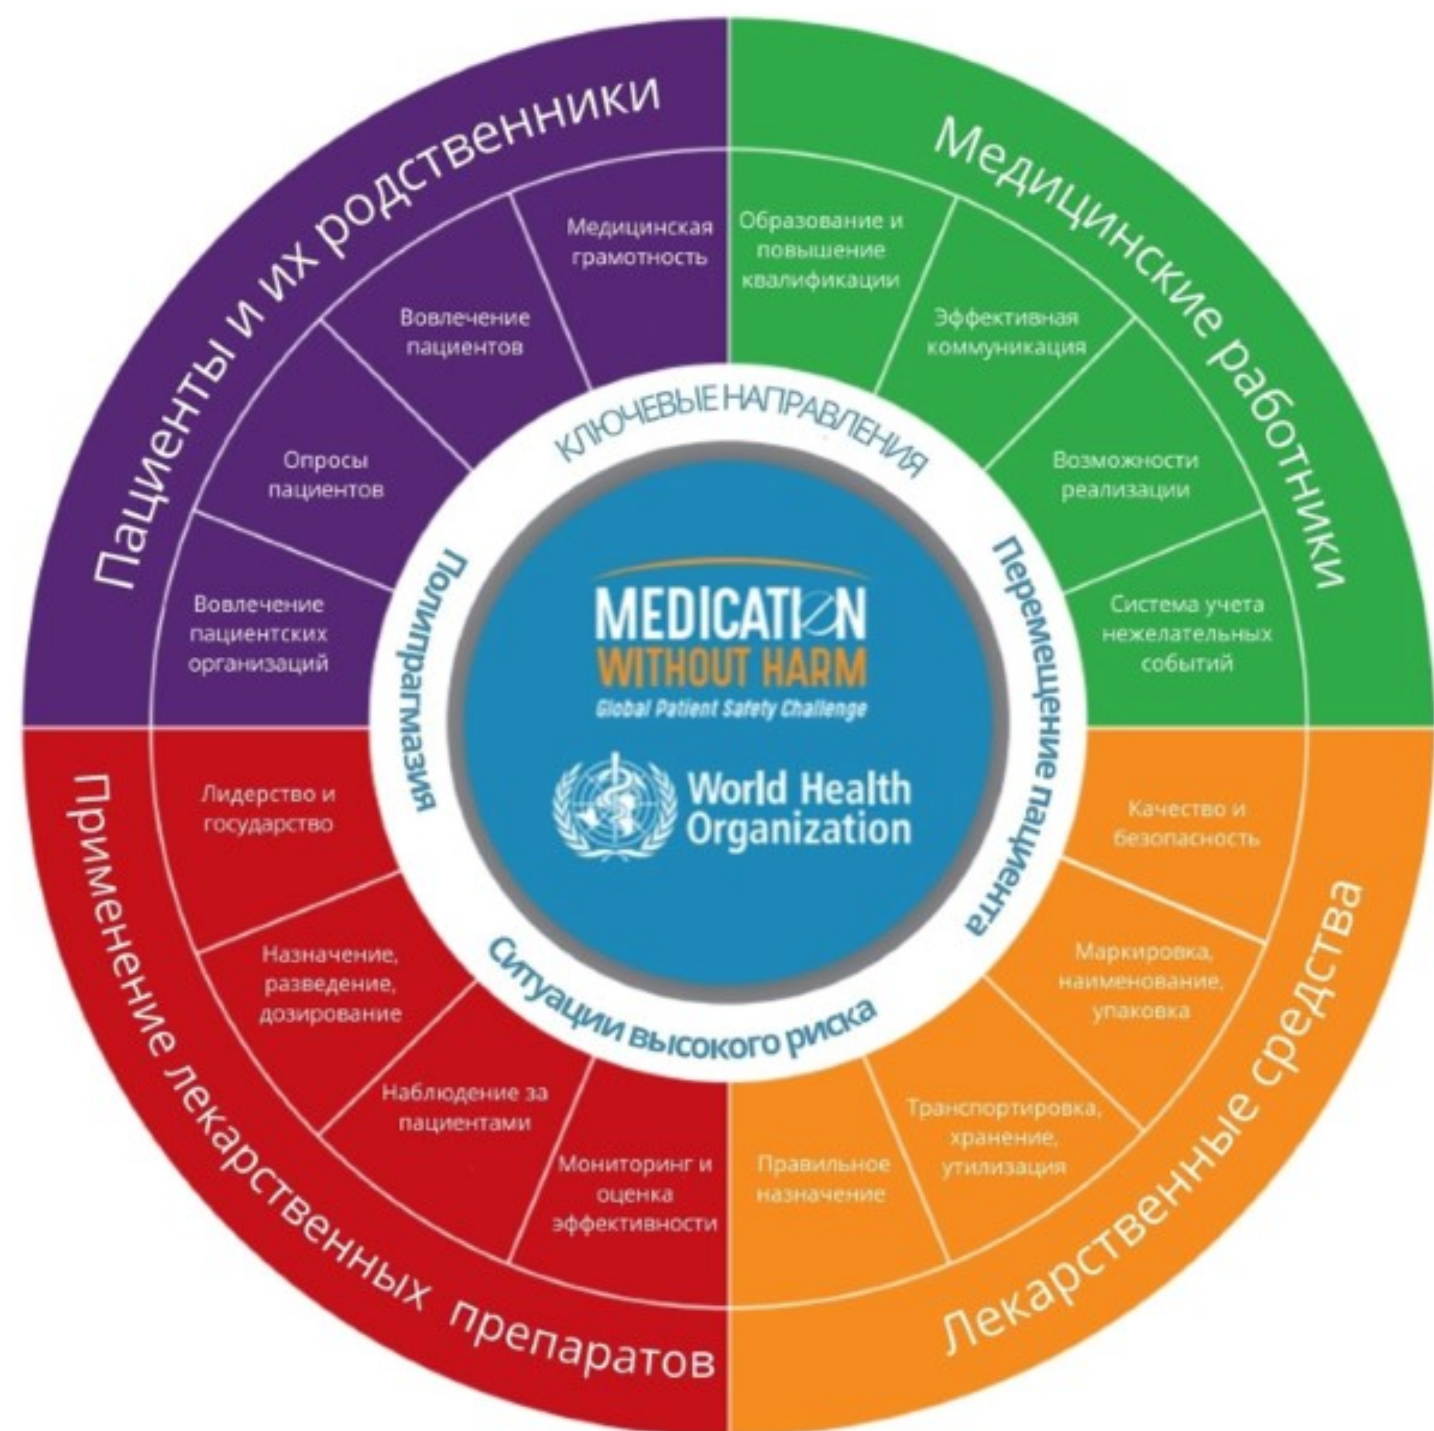 Пациенты и их родственники
Медицинская
грамотность
Вовлечение
пациентов
Опросы
пациентов
Вовлечение
пациентских
организаций
Медицинские работники
Образование и
повышение
квалификации
Эффективная
коммуникация
Возможности
реализации
Система учета
нежелательных
событий
Лекарственные средства
Качество и
безопасность
Маркировка,
наименование,
упаковка
Транспортировка,
хранение,
утилизация
Правильное
назначение
Применение лекарственных препаратов
Лидерство и
государство
Назначение,
разведение,
дозирование
Наблюдение за
пациентами
Мониторинг и
оценка
эффективности
КЛЮЧЕВЫЕ НАПРАВЛЕНИЯ
Перемещение пациента
Ситуации высокого риска
Полипрагмазия
MEDICATION
WITHOUT HARM
Global Patient Safety Challenge
World Health
Organization